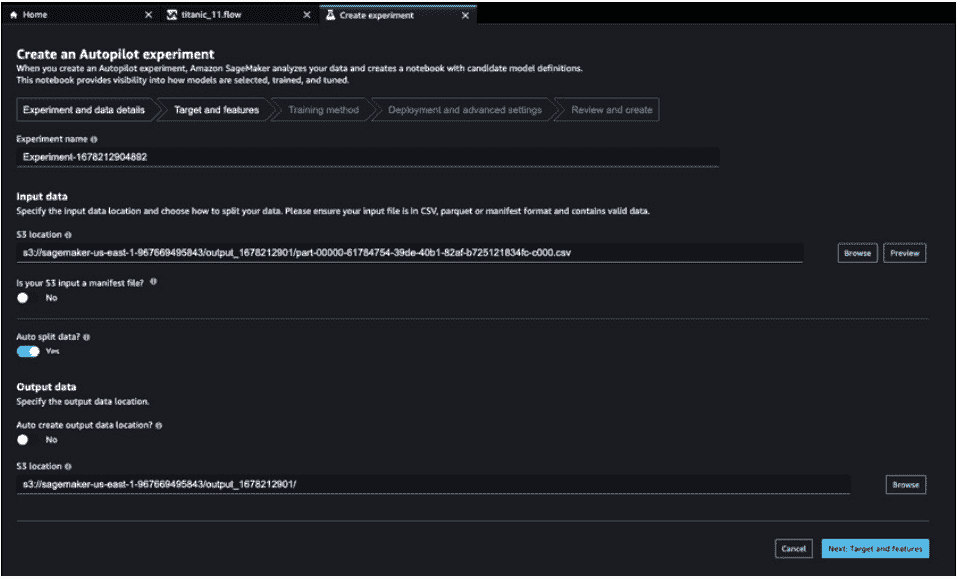 Home
titanic_11.flow
Create experiment
Create an Autopilot experiment
When you create an Autopilot experiment, Amazon SageMaker analyzes your data and creates a notebook with candidate model definitions.
This notebook provides visibility into how models are selected, trained, and tuned.
Experiment and data details
Target and features
Training method
Deployment and advanced settings
Review and create
Experiment name
Experiment-1678212904892
Input data
Specify the input data location and choose how to split your data. Please ensure your input file is in CSV, parquet or manifest format and contains valid data.
S3 location
s3://sagemaker-us-east-1-967669495843/output_1678212901/part-00000-61784754-39de-40b1-82af-b725121834fc-c000.csv
Browse
Preview
Is your S3 input a manifest file?
No
Auto split data?
Yes
Output data
Specify the output data location.
Auto create output data location?
No
S3 location
s3://sagemaker-us-east-1-967669495843/output_1678212901/
Browse
Cancel
Next: Target and features